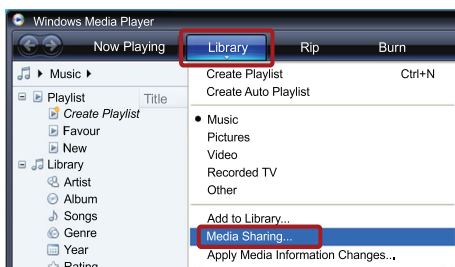 Windows Media Player
Now Playing Library Rip Burn
Music
Playlist Title
Create Playlist
Favour
New
Library
Artist
Album
Songs
Genre
Year
Rating
Create Playlist Ctrl+N
Create Auto Playlist
Music
Pictures
Video
Recorded TV
Other
Add to Library...
Media Sharing...
Apply Media Information Changes...